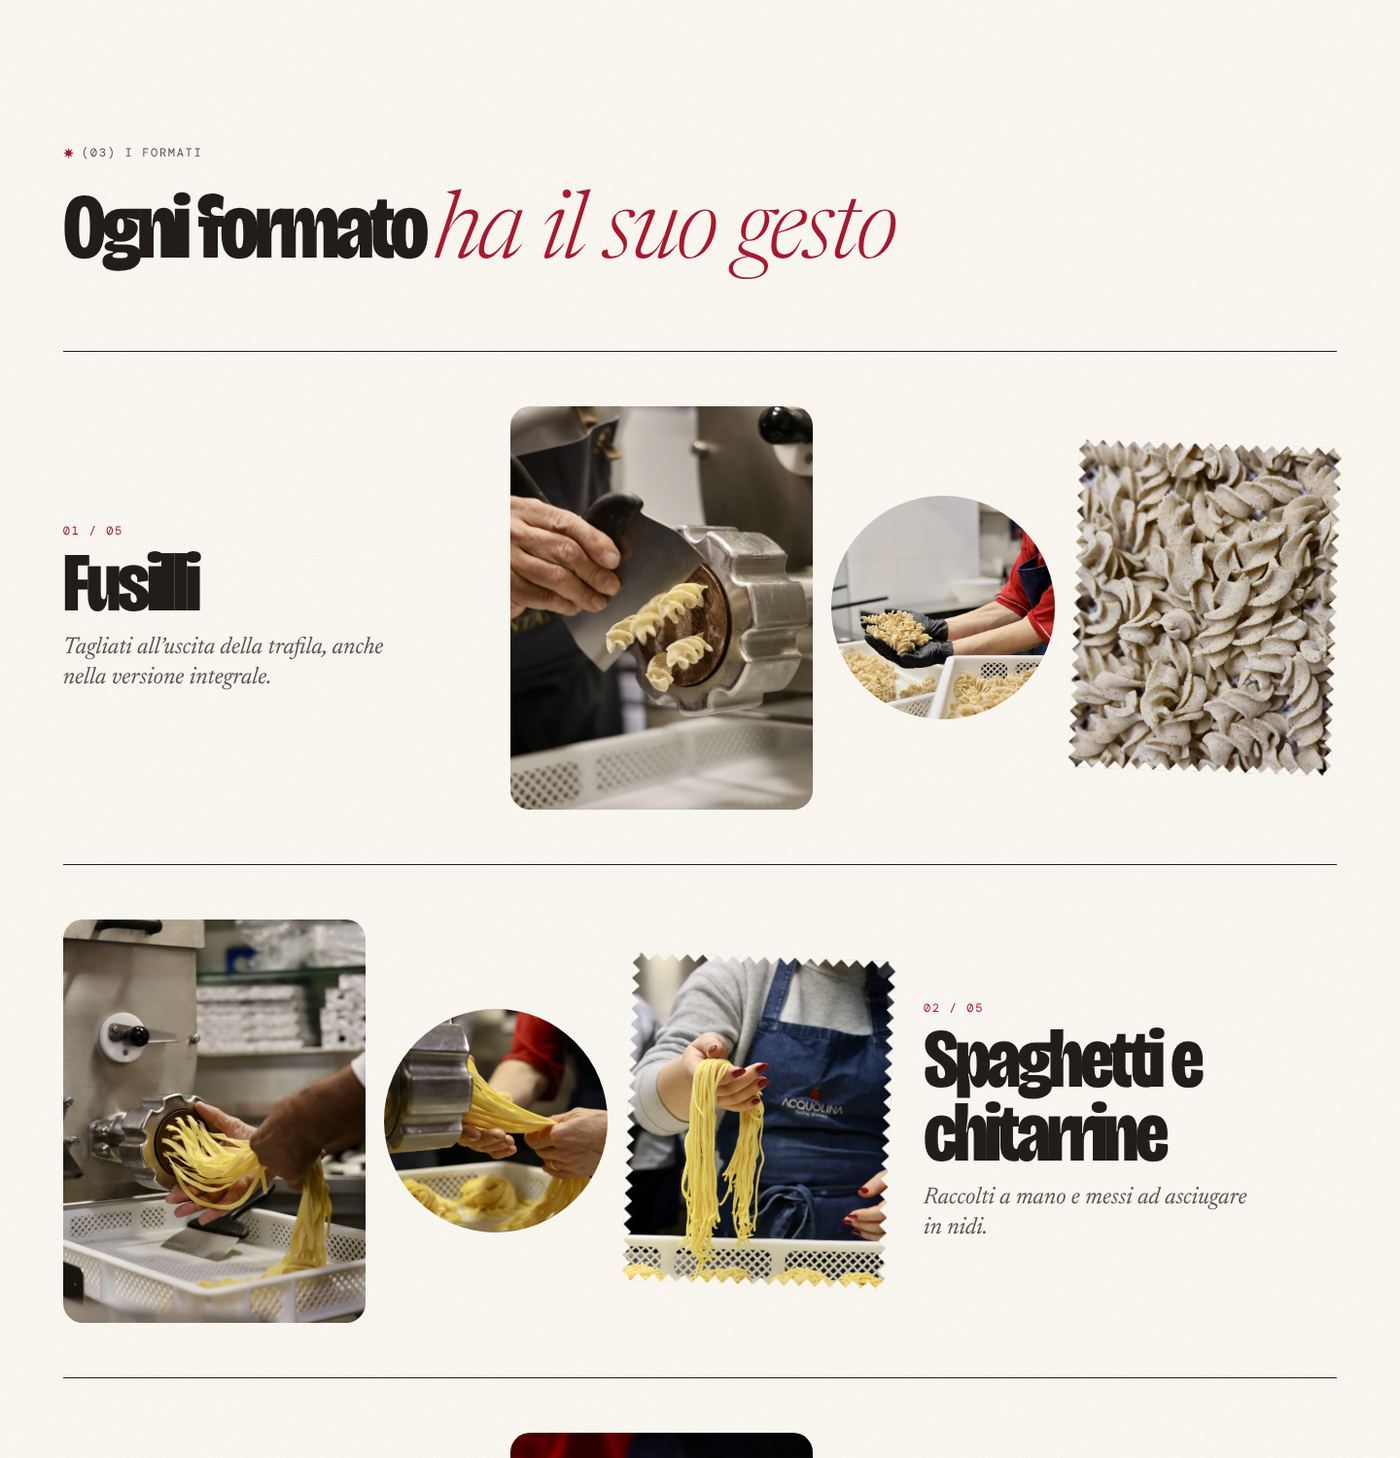 (03) I FORMATI
Ogni formato ha il suo gesto
01 / 05
Fusilli
Tagliati all’uscita della trafila, anche
nella versione integrale.
ACQUOLINA
02 / 05
Spaghetti e
chitarrine
Raccolti a mano e messi ad asciugare
in nidi.